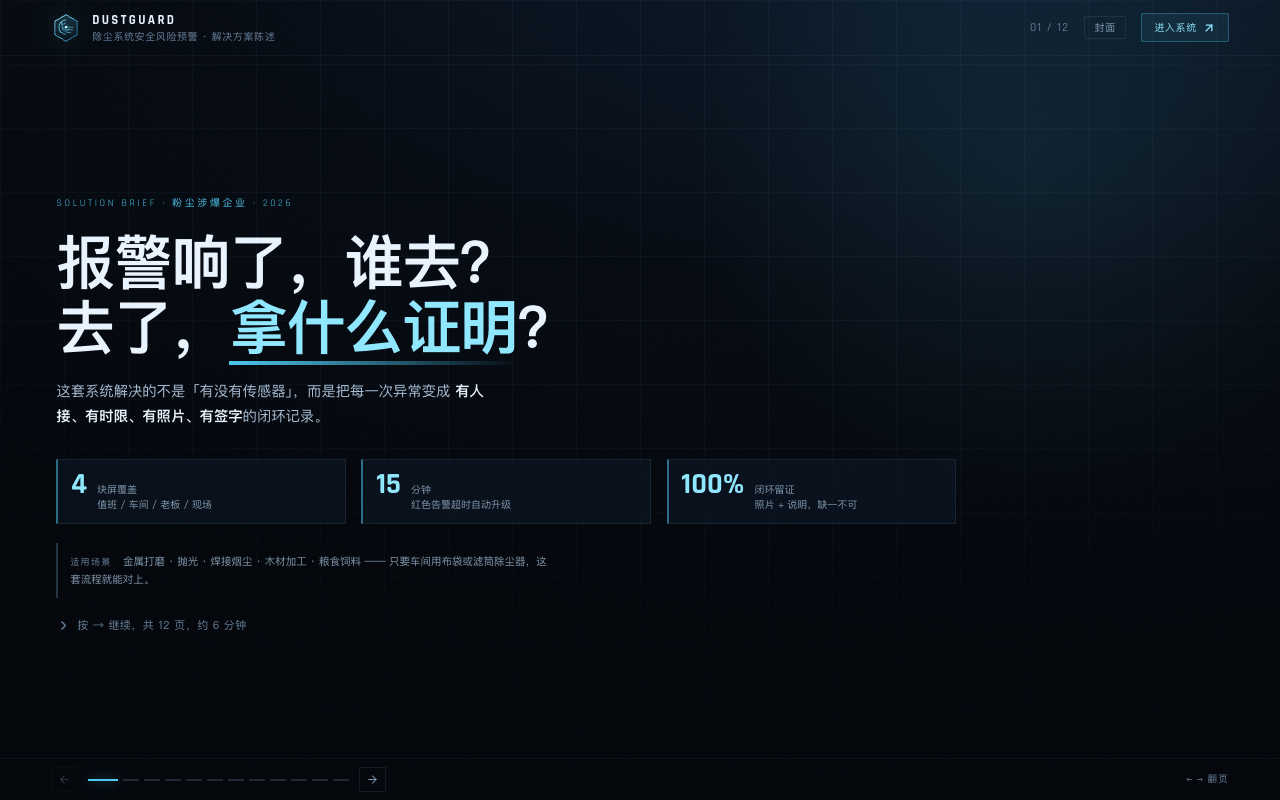 DUSTGUARD
除尘系统安全风险预警 · 解决方案陈述
01 / 12
封面
进入系统
SOLUTION BRIEF · 粉尘涉爆企业 · 2026
报警响了，谁去?
去了，拿什么证明?
这套系统解决的不是「有没有传感器」，而是把每一次异常变成 有人
接、有时限、有照片、有签字的闭环记录。
4 块屏覆盖
值班 / 车间 / 老板 / 现场
15 分钟
红色告警超时自动升级
100% 闭环留证
照片 + 说明，缺一不可
适用场景 金属打磨 · 抛光 · 焊接烟尘 · 木材加工 · 粮食饲料 —— 只要车间用布袋或滤筒除尘器，这
套流程就能对上。
按 → 继续，共 12 页，约 6 分钟
← → 翻页